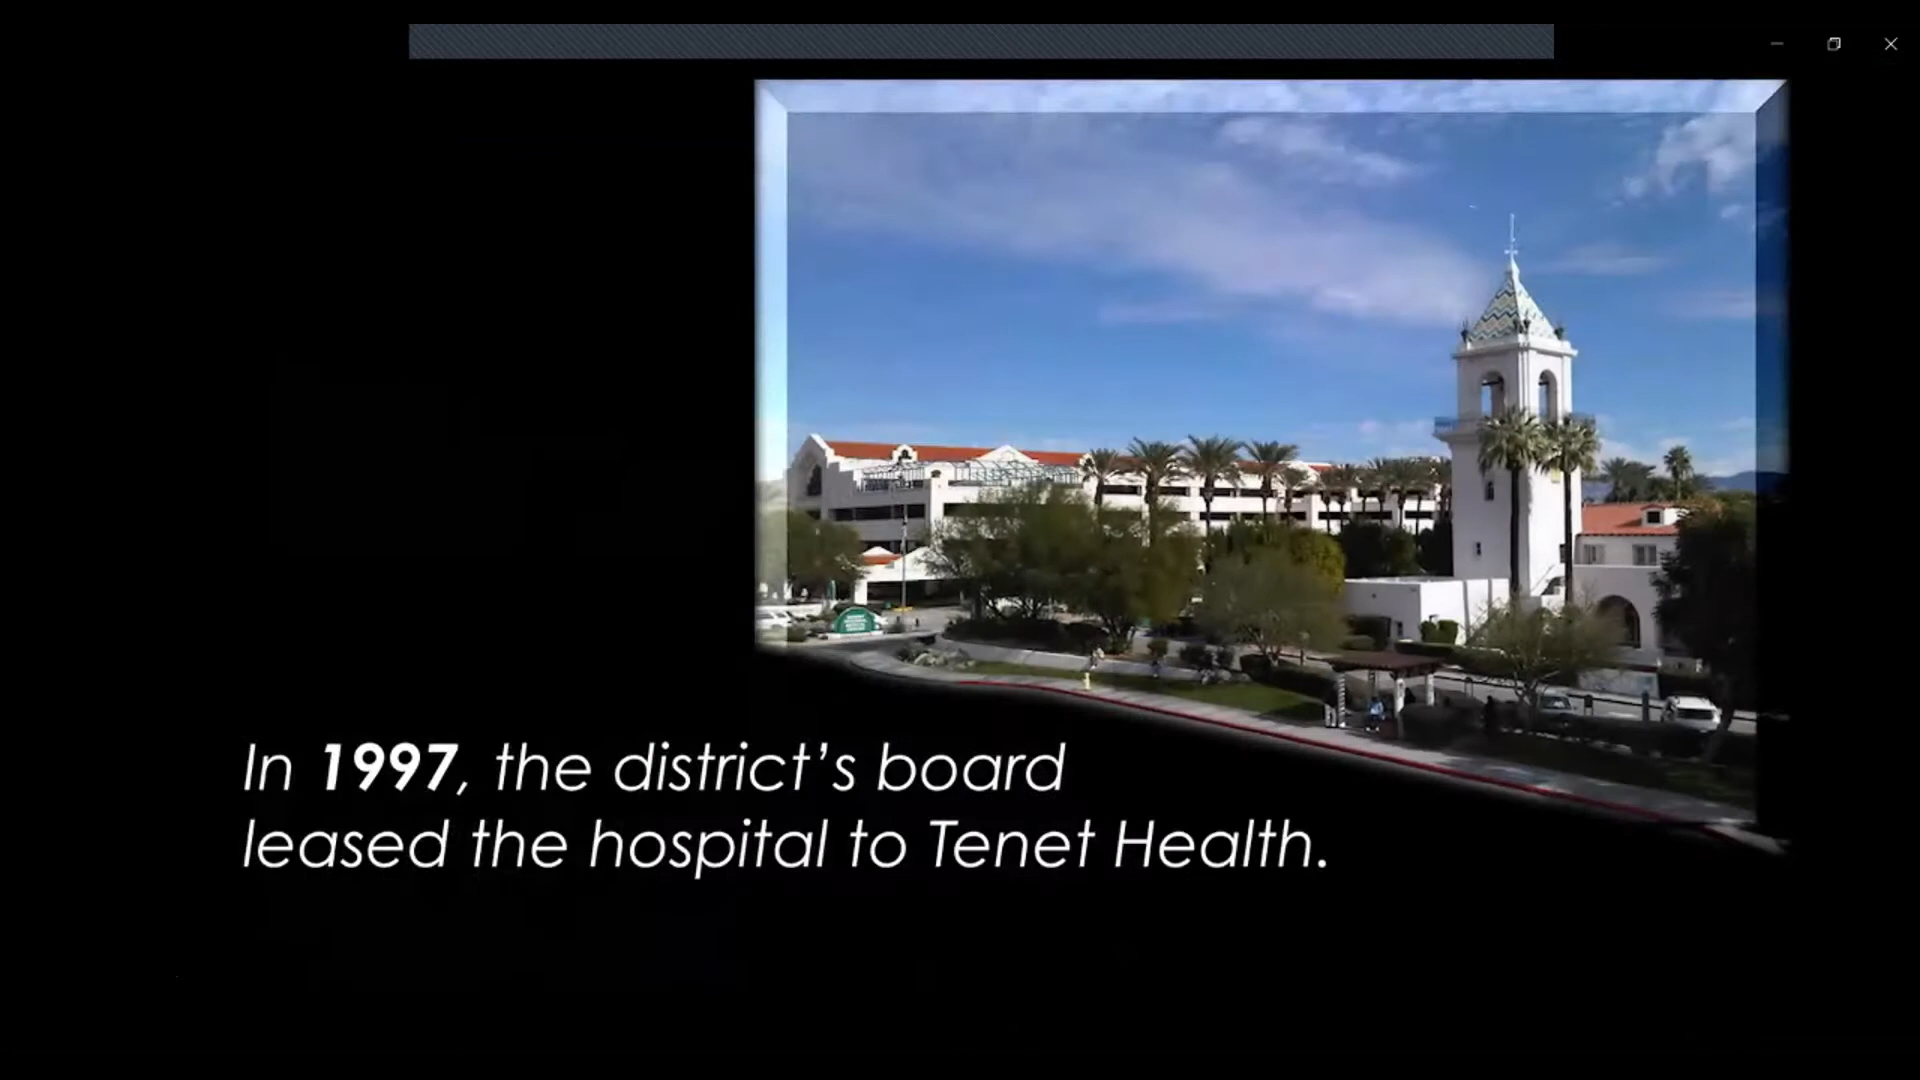 In 1997, the district’s board
leased the hospital to Tenet Health.